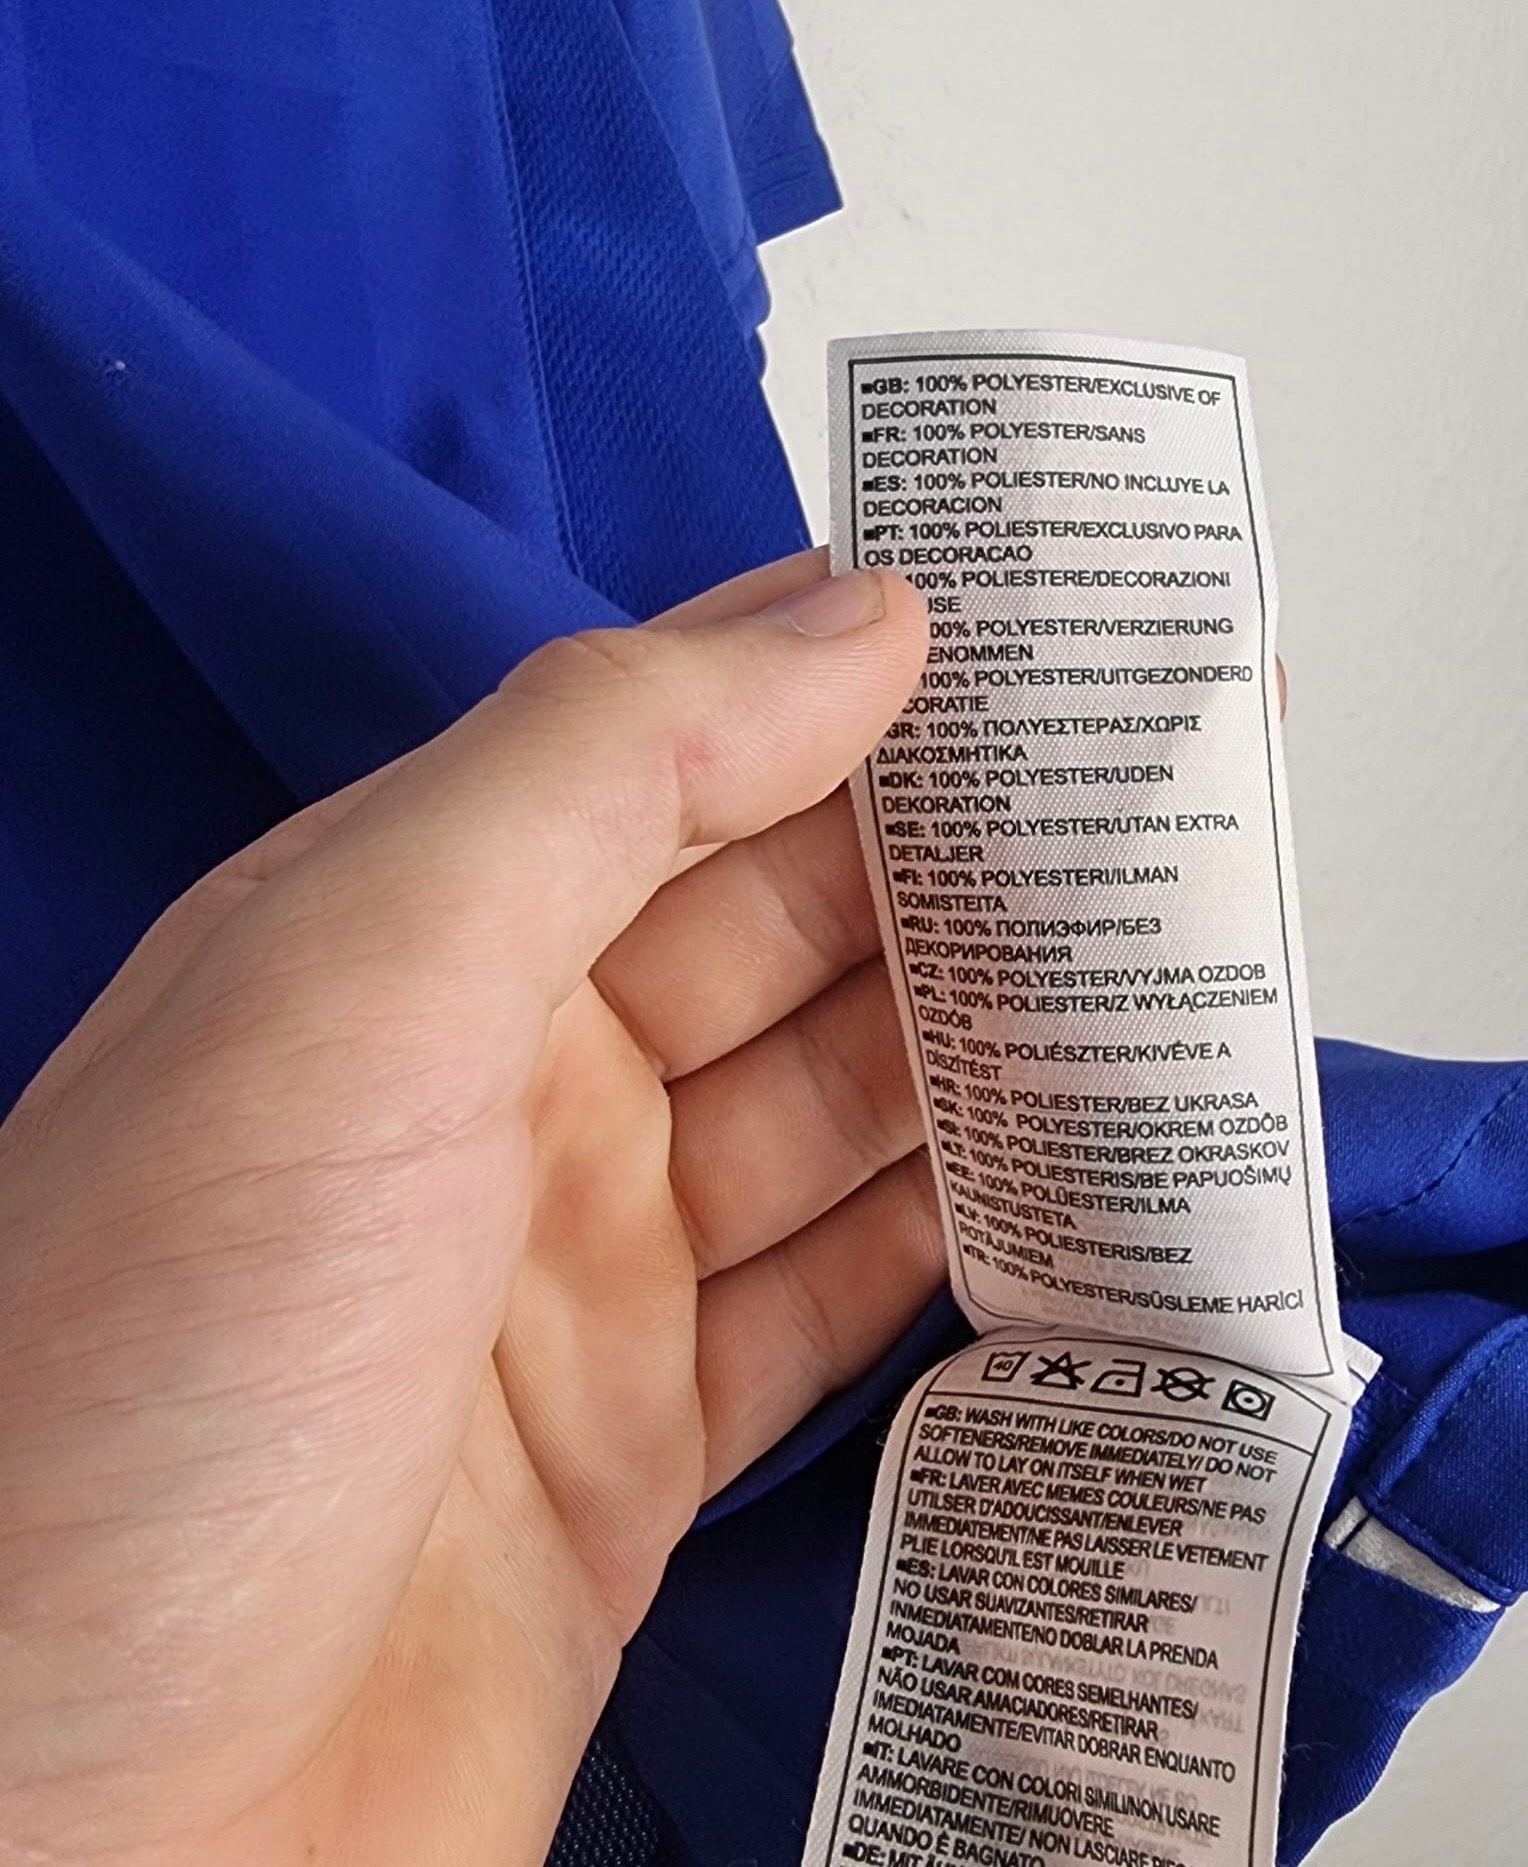 ■GB: 100% POLYESTER/EXCLUSIVE OF
DECORATION
■FR: 100% POLYESTER/SANS
DECORATION
■ES: 100% POLIESTER/NO INCLUYE LA
DECORACION
■PT: 100% POLIESTER/EXCLUSIVO PARA
OS DECORACAO
100% POLIESTERE/DECORAZIONI
USE
00% POLYESTER/VERZIERUNG
ENOMMEN
100% POLYESTER/UITGEZONDERD
CORATIE
GR: 100% ΠΟΛΥΕΣΤΕΡΑΣ/ΧΩΡΙΣ
ΔΙΑΚΟΣΜΗΤΙΚΑ
■DK: 100% POLYESTER/UDEN
DEKORATION
■SE: 100% POLYESTER/UTAN EXTRA
DETALJER
■FI: 100% POLYESTERI/ILMAN
SOMISTEITA
■RU: 100% ПОЛИЭФИР/БЕЗ
ДЕКОРИРОВАНИЯ
■CZ: 100% POLYESTER/VYJMA OZDOB
■PL: 100% POLIESTER/Z WYŁĄCZENIEM
OZDÓB
■HU: 100% POLIÉSZTER/KIVÉVE A
DÍSZÍTÉST
■HR: 100% POLIESTER/BEZ UKRASA
■SK: 100% POLYESTER/OKREM OZDÔB
■SI: 100% POLIESTER/BREZ OKRASKOV
■LT: 100% POLIESTERIS/BE PAPUOŠIMŲ
■EE: 100% POLÜESTER/ILMA
KAUNISTUSTETA
■LV: 100% POLIESTERIS/BEZ
ROTĀJUMIEM
■TR: 100% POLYESTER/SÜSLEME HARİCİ
40
■GB: WASH WITH LIKE COLORS/DO NOT USE
SOFTENERS/REMOVE IMMEDIATELY/ DO NOT
ALLOW TO LAY ON ITSELF WHEN WET
■FR: LAVER AVEC MEMES COULEURS/NE PAS
UTILSER D'ADOUCISSANT/ENLEVER
IMMEDIATEMENT/NE PAS LAISSER LE VETEMENT
PLIE LORSQU'IL EST MOUILLE
■ES: LAVAR CON COLORES SIMILARES/
NO USAR SUAVIZANTES/RETIRAR
INMEDIATAMENTE/NO DOBLAR LA PRENDA
MOJADA
■PT: LAVAR COM CORES SEMELHANTES/
NÃO USAR AMACIADORES/RETIRAR
IMEDIATAMENTE/EVITAR DOBRAR ENQUANTO
MOLHADO
■IT: LAVARE CON COLORI SIMILI/NON USARE
AMMORBIDENTE/RIMUOVERE
IMMEDIATAMENTE/ NON LASCIARE
QUANDO È BAGNATO
■DE: MIT